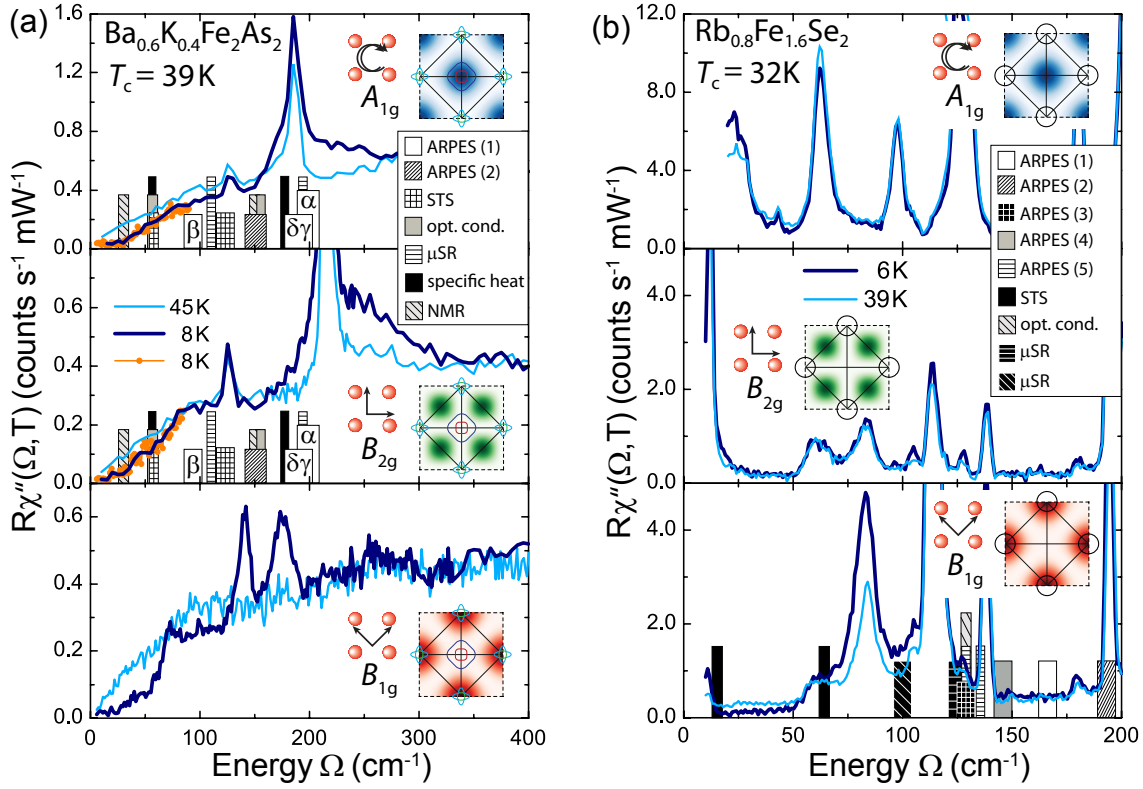 (a)
Ba0.6K0.4Fe2As2
Tc = 39K
A1g
1.6
1.2
0.8
0.4
0.0
ARPES (1)
ARPES (2)
STS
opt. cond.
μSR
specific heat
NMR
β
δγ
α
45K
8K
8K
0.6
0.4
0.2
0.0
B2g
β
δγ
α
0.6
0.4
0.2
0.0
B1g
Rχ″(Ω,T) (counts s-1 mW-1)
0
100
200
300
400
Energy Ω (cm-1)
(b)
Rb0.8Fe1.6Se2
Tc = 32K
A1g
12.0
8.0
4.0
0.0
ARPES (1)
ARPES (2)
ARPES (3)
ARPES (4)
ARPES (5)
STS
opt. cond.
μSR
μSR
6K
39K
4.0
2.0
0.0
B2g
4.0
2.0
0.0
B1g
Rχ″(Ω,T) (counts s-1 mW-1)
0
50
100
150
200
Energy Ω (cm-1)